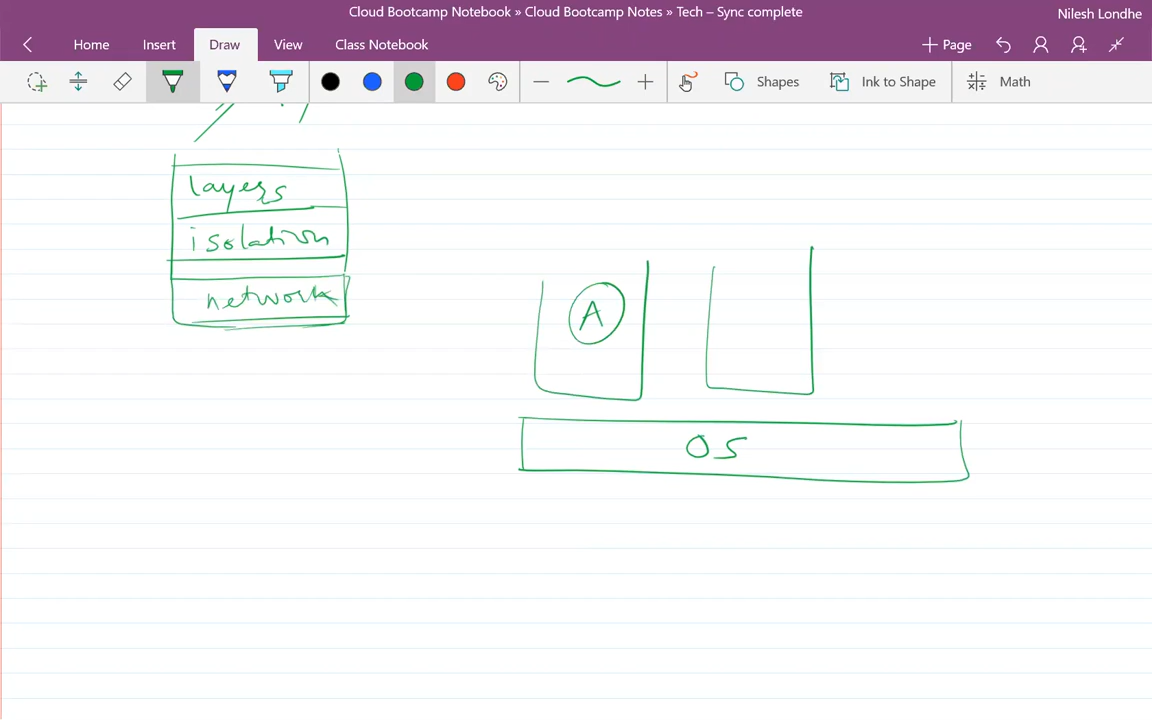 Cloud Bootcamp Notebook » Cloud Bootcamp Notes » Tech – Sync complete
Nilesh Londhe
Home Insert Draw View Class Notebook Page
Shapes Ink to Shape Math
layers
isolation
network
A
OS